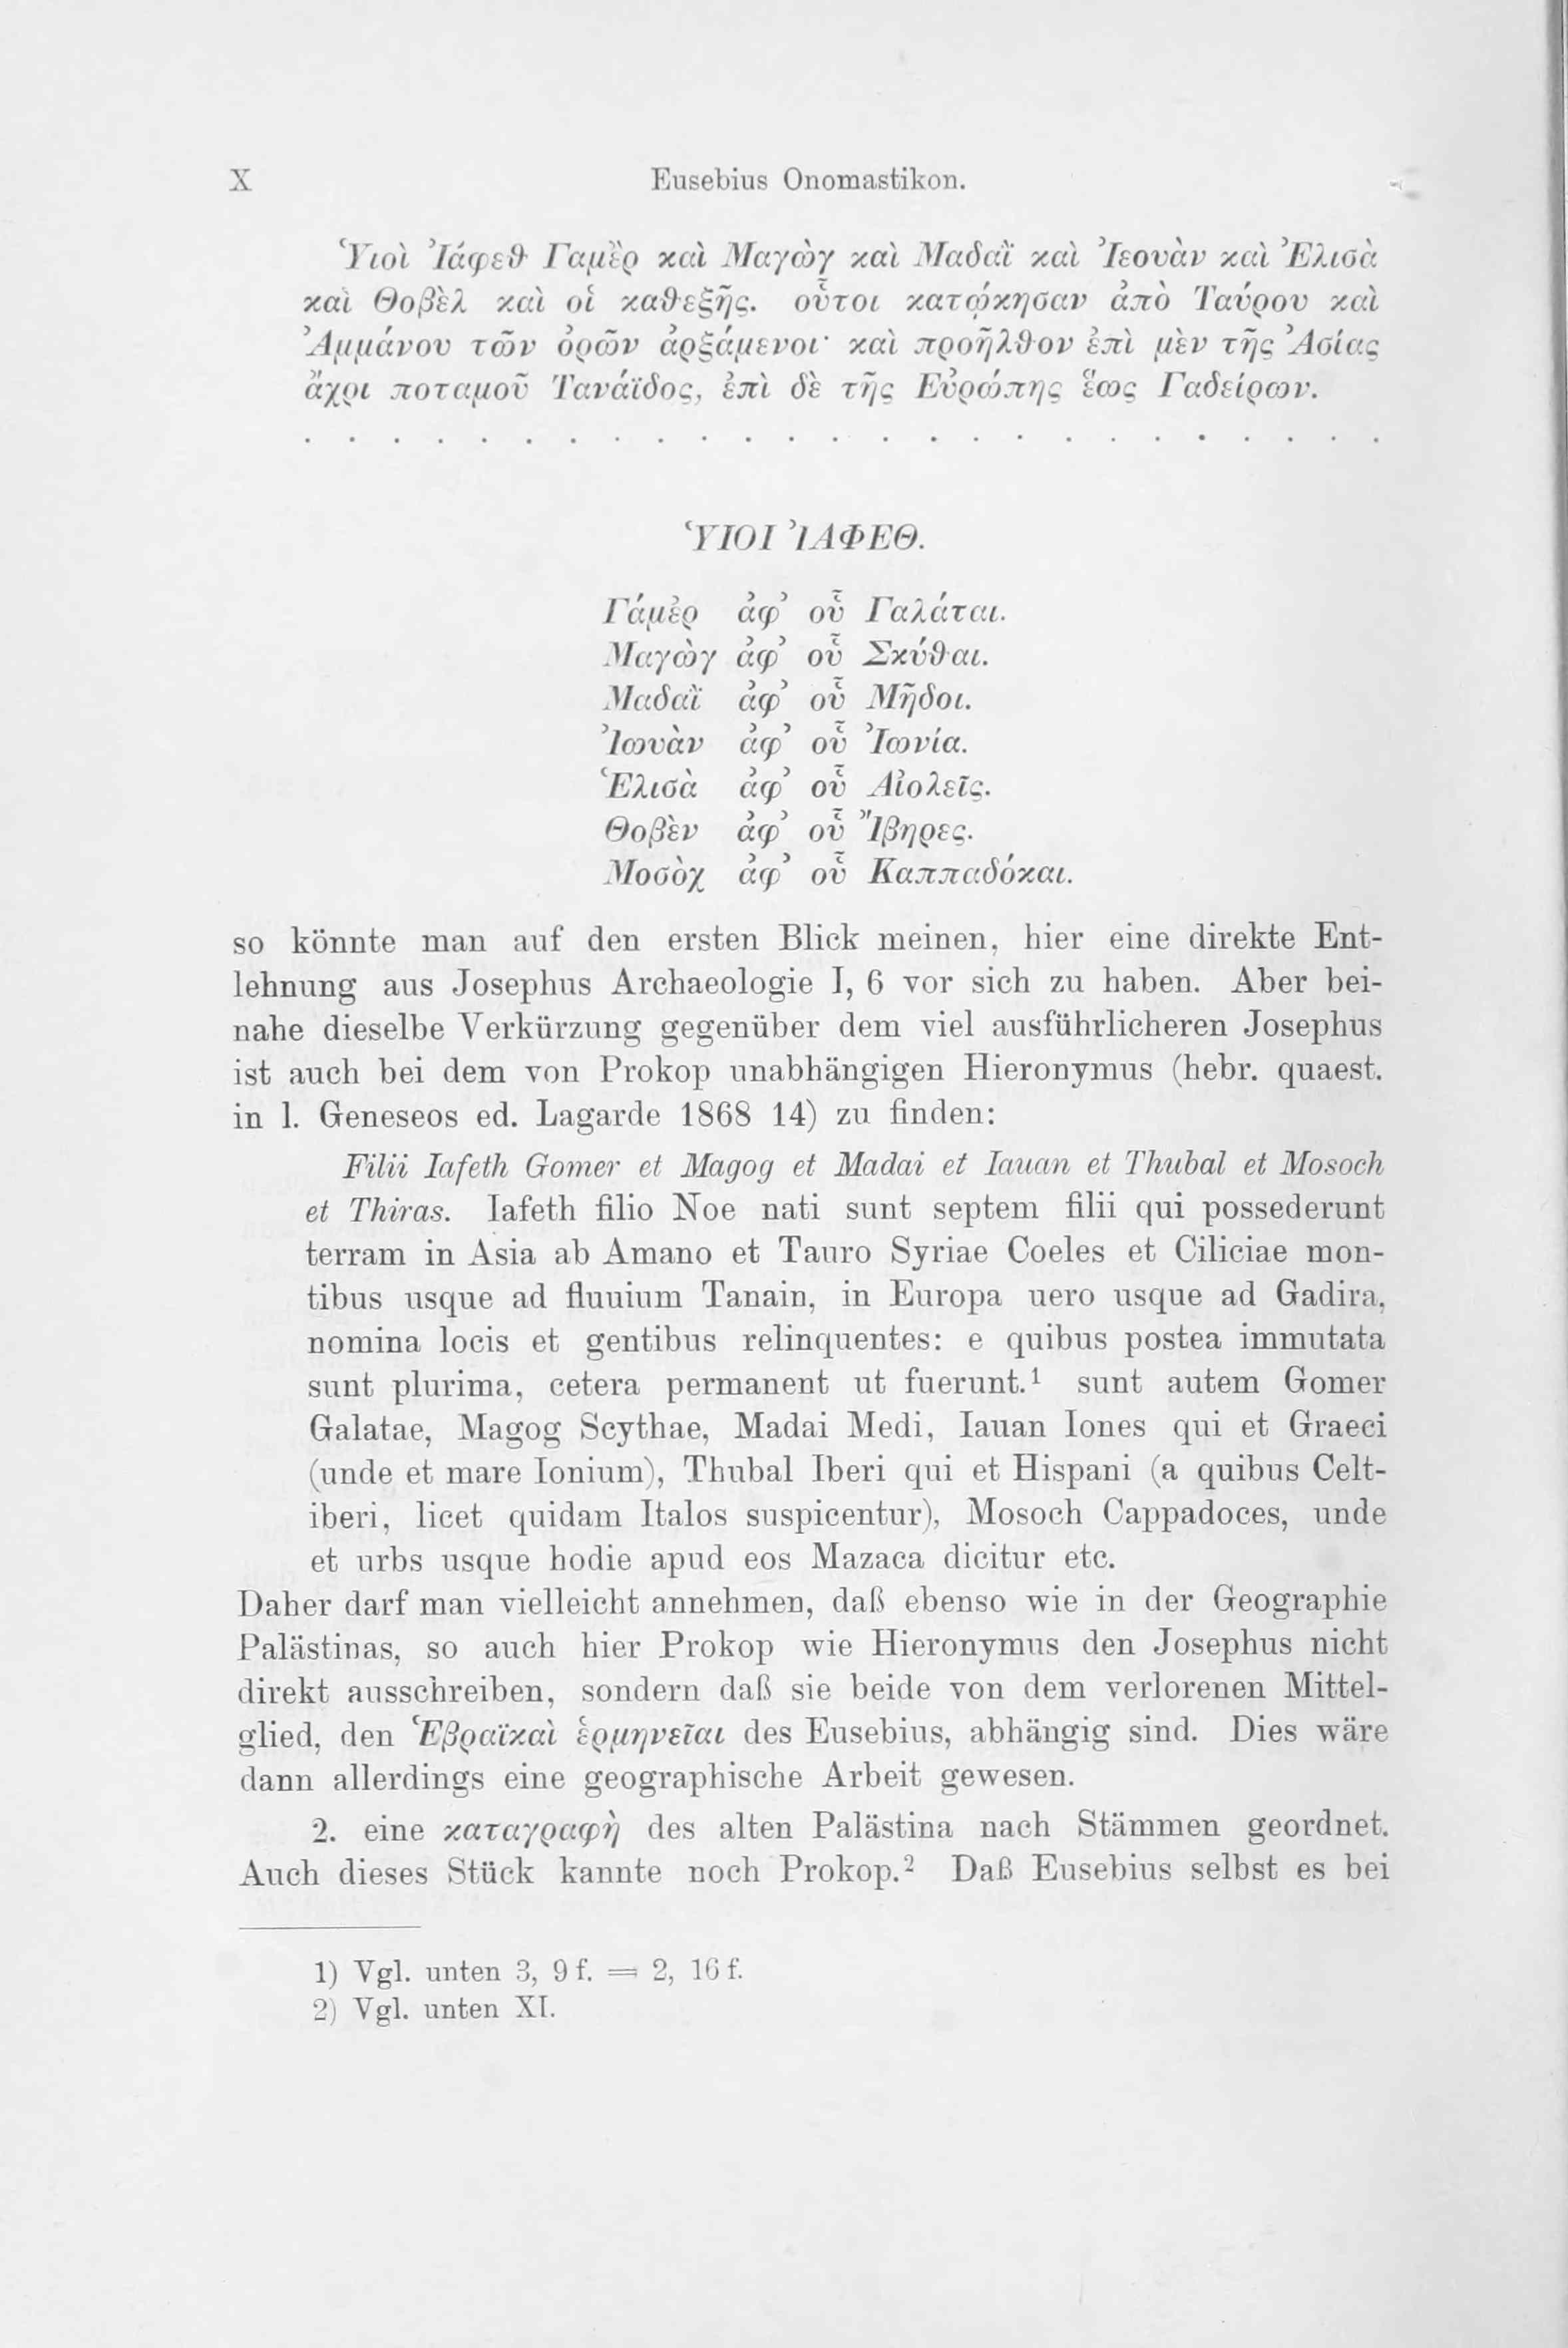 X Eusebius Onomastikon.
Ὑιοὶ Ἰάφεθ Γαμὲρ καὶ Μαγὼγ καὶ Μαδαῒ καὶ Ἰεουὰν καὶ Ἐλισὰ
καὶ Θοβὲλ καὶ οἱ καθεξῆς. οὗτοι κατῴκησαν ἀπὸ Ταύρου καὶ
Ἀμμάνου τῶν ὀρῶν ἀρξάμενοι· καὶ προῆλθον ἐπὶ μὲν τῆς Ἀσίας
ἄχρι ποταμοῦ Τανάϊδος, ἐπὶ δὲ τῆς Εὐρώπης ἕως Γαδείρων.
. . . . . . . . . . . . . . . . . . . . . . . . .
ὙΙΟΙ ἸΑΦΕΘ.
Γάμὲρ ἀφ’ οὗ Γαλάται.
Μαγὼγ ἀφ’ οὗ Σκύθαι.
Μαδαῒ ἀφ’ οὗ Μῆδοι.
Ἰωυὰν ἀφ’ οὗ Ἰωνία.
Ἑλισὰ ἀφ’ οὗ Αἰολεῖς.
Θοβὲν ἀφ’ οὗ Ἴβηρες.
Μοσὸχ ἀφ’ οὗ Καππαδόκαι.
so könnte man auf den ersten Blick meinen, hier eine direkte Ent-
lehnung aus Josephus Archaeologie I, 6 vor sich zu haben. Aber bei-
nahe dieselbe Verkürzung gegenüber dem viel ausführlicheren Josephus
ist auch bei dem von Prokop unabhängigen Hieronymus (hebr. quaest.
in l. Geneseos ed. Lagarde 1868 14) zu finden:
Filii Iafeth Gomer et Magog et Madai et Iauan et Thubal et Mosoch
et Thiras. Iafeth filio Noe nati sunt septem filii qui possederunt
terram in Asia ab Amano et Tauro Syriae Coeles et Ciliciae mon-
tibus usque ad fluuium Tanain, in Europa uero usque ad Gadira,
nomina locis et gentibus relinquentes: e quibus postea immutata
sunt plurima, cetera permanent ut fuerunt.¹ sunt autem Gomer
Galatae, Magog Scythae, Madai Medi, Iauan Iones qui et Graeci
(unde et mare Ionium), Thubal Iberi qui et Hispani (a quibus Celt-
iberi, licet quidam Italos suspicentur), Mosoch Cappadoces, unde
et urbs usque hodie apud eos Mazaca dicitur etc.
Daher darf man vielleicht annehmen, daß ebenso wie in der Geographie
Palästinas, so auch hier Prokop wie Hieronymus den Josephus nicht
direkt ausschreiben, sondern daß sie beide von dem verlorenen Mittel-
glied, den Ἑβραϊκαὶ ἑρμηνεῖαι des Eusebius, abhängig sind. Dies wäre
dann allerdings eine geographische Arbeit gewesen.
2. eine καταγραφὴ des alten Palästina nach Stämmen geordnet.
Auch dieses Stück kannte noch Prokop.² Daß Eusebius selbst es bei
1) Vgl. unten 3, 9 f. = 2, 16 f.
2) Vgl. unten XI.